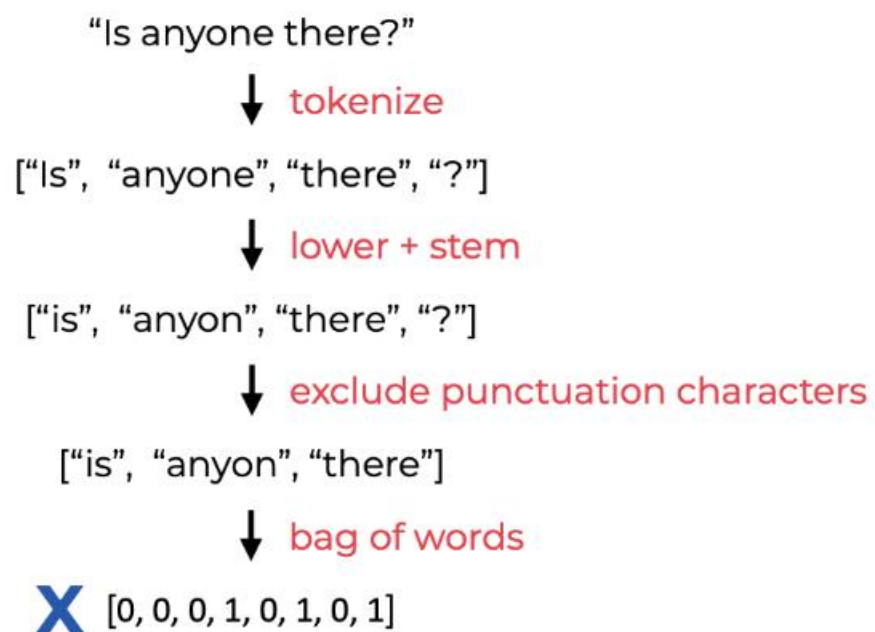 “Is anyone there?”
tokenize
[“Is”, “anyone”, “there”, “?”]
lower + stem
[“is”, “anyon”, “there”, “?”]
exclude punctuation characters
[“is”, “anyon”, “there”]
bag of words
X [0, 0, 0, 1, 0, 1, 0, 1]